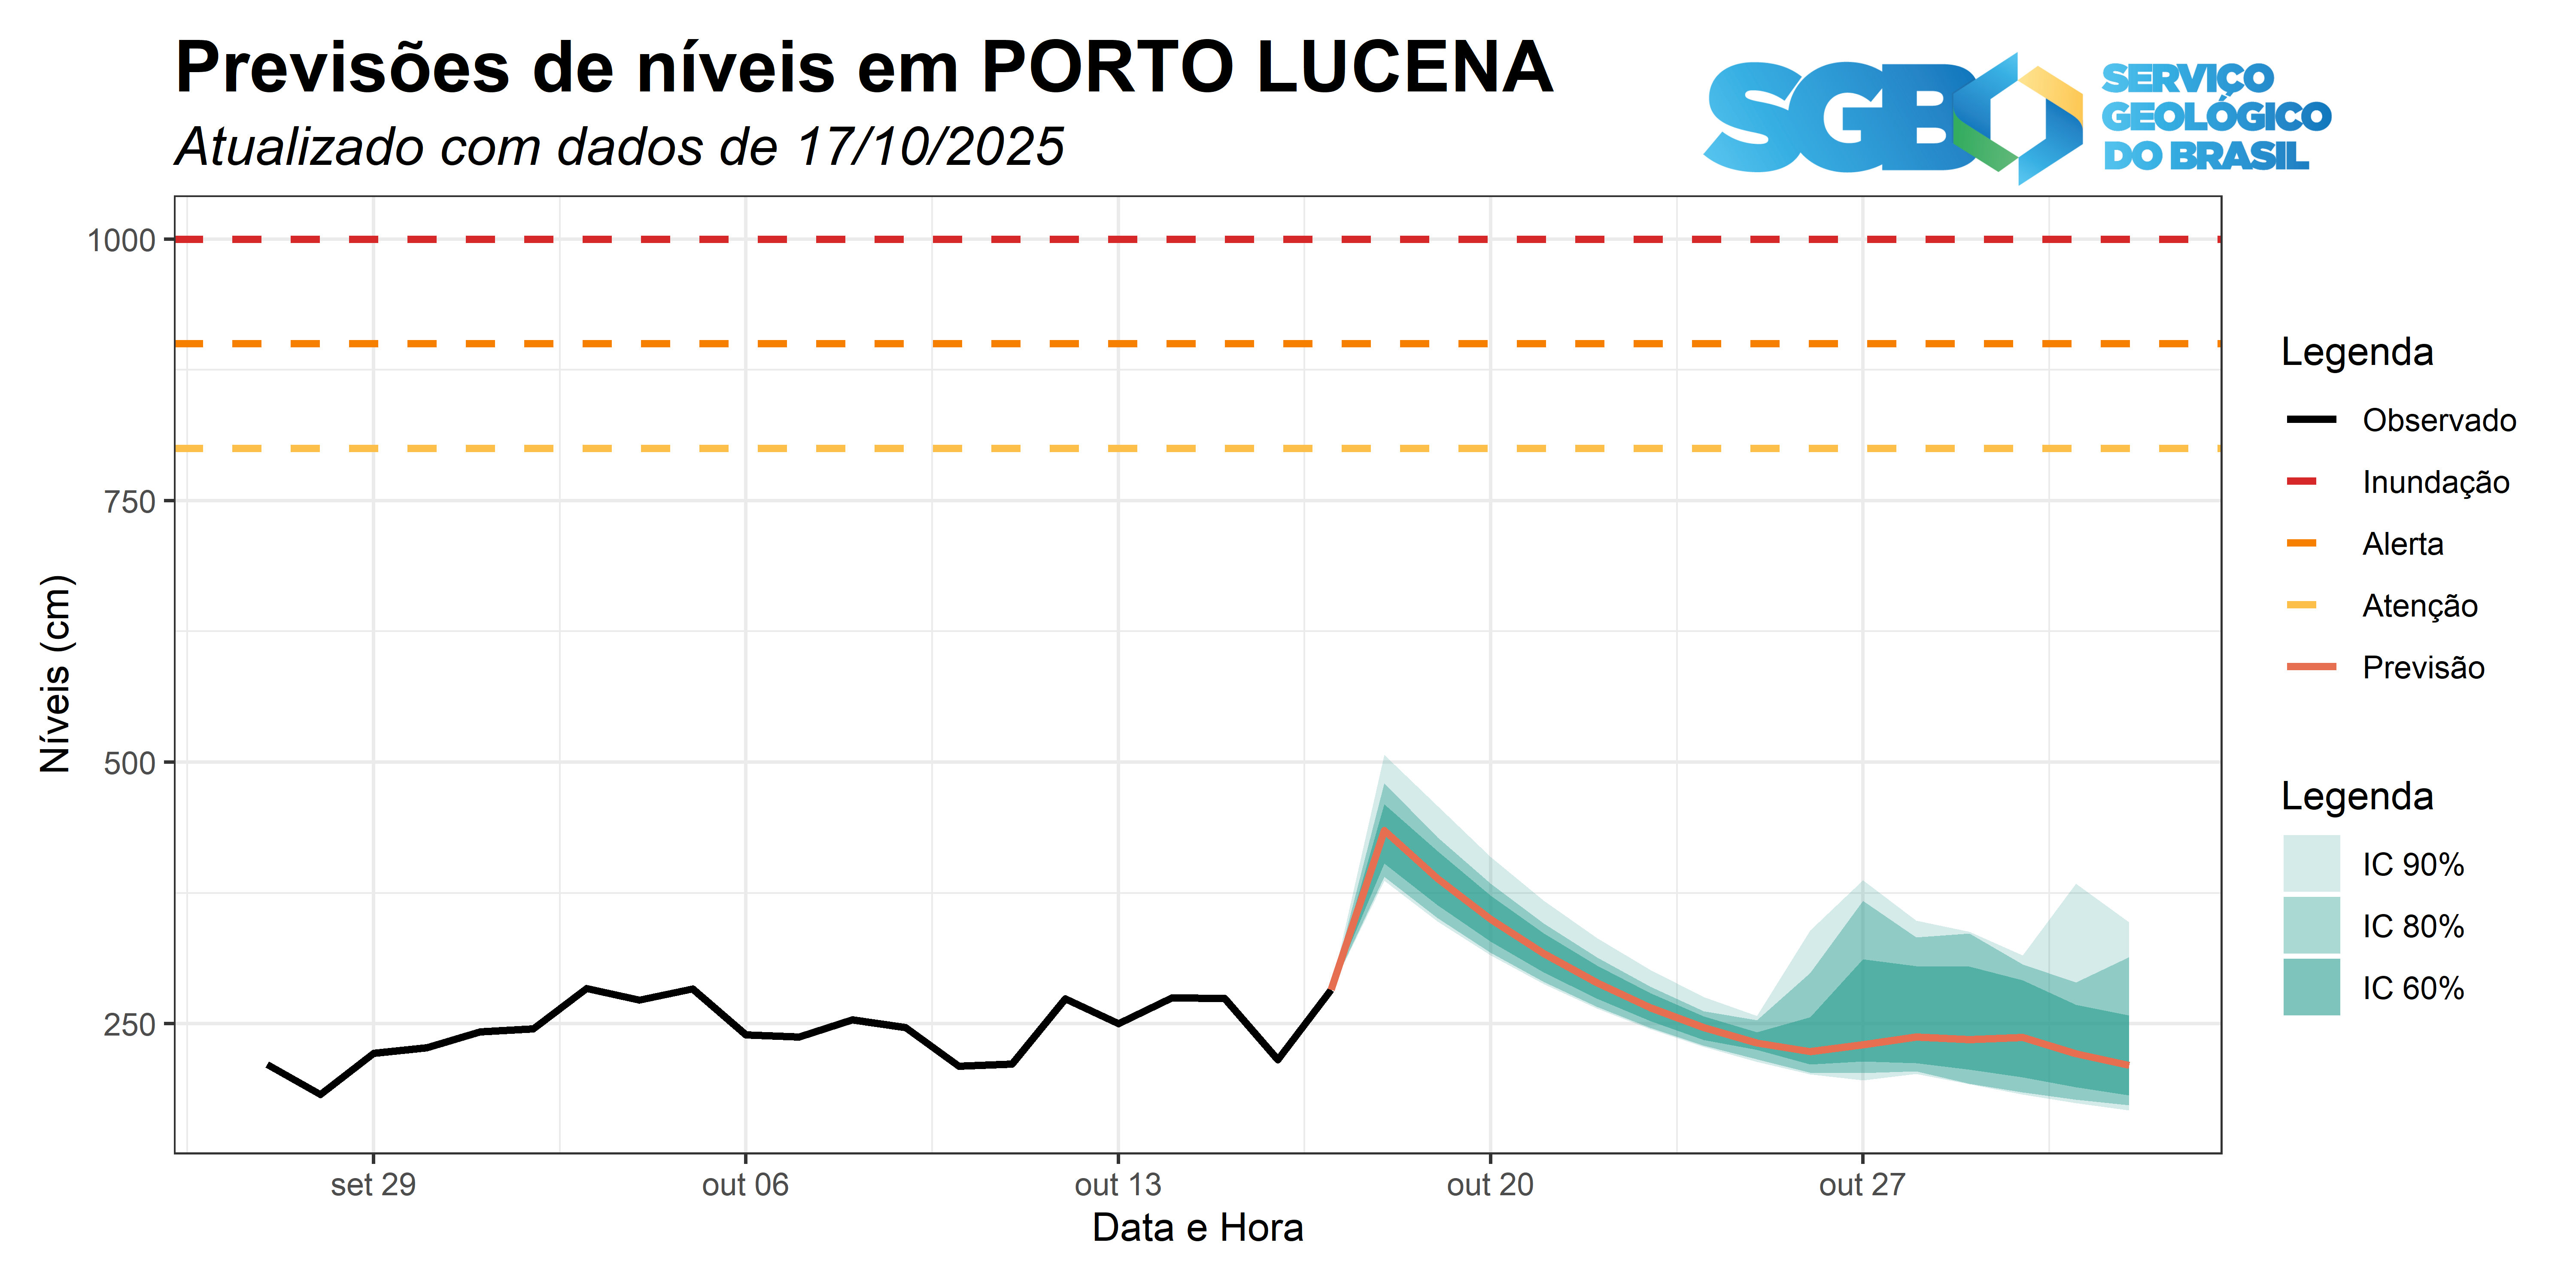 Previsões de níveis em PORTO LUCENA
Atualizado com dados de 17/10/2025
SGB
SERVIÇO
GEOLÓGICO
DO BRASIL
1000
750
500
250
Níveis (cm)
set 29
out 06
out 13
out 20
out 27
Data e Hora
Legenda
Observado
Inundação
Alerta
Atenção
Previsão
Legenda
IC 90%
IC 80%
IC 60%